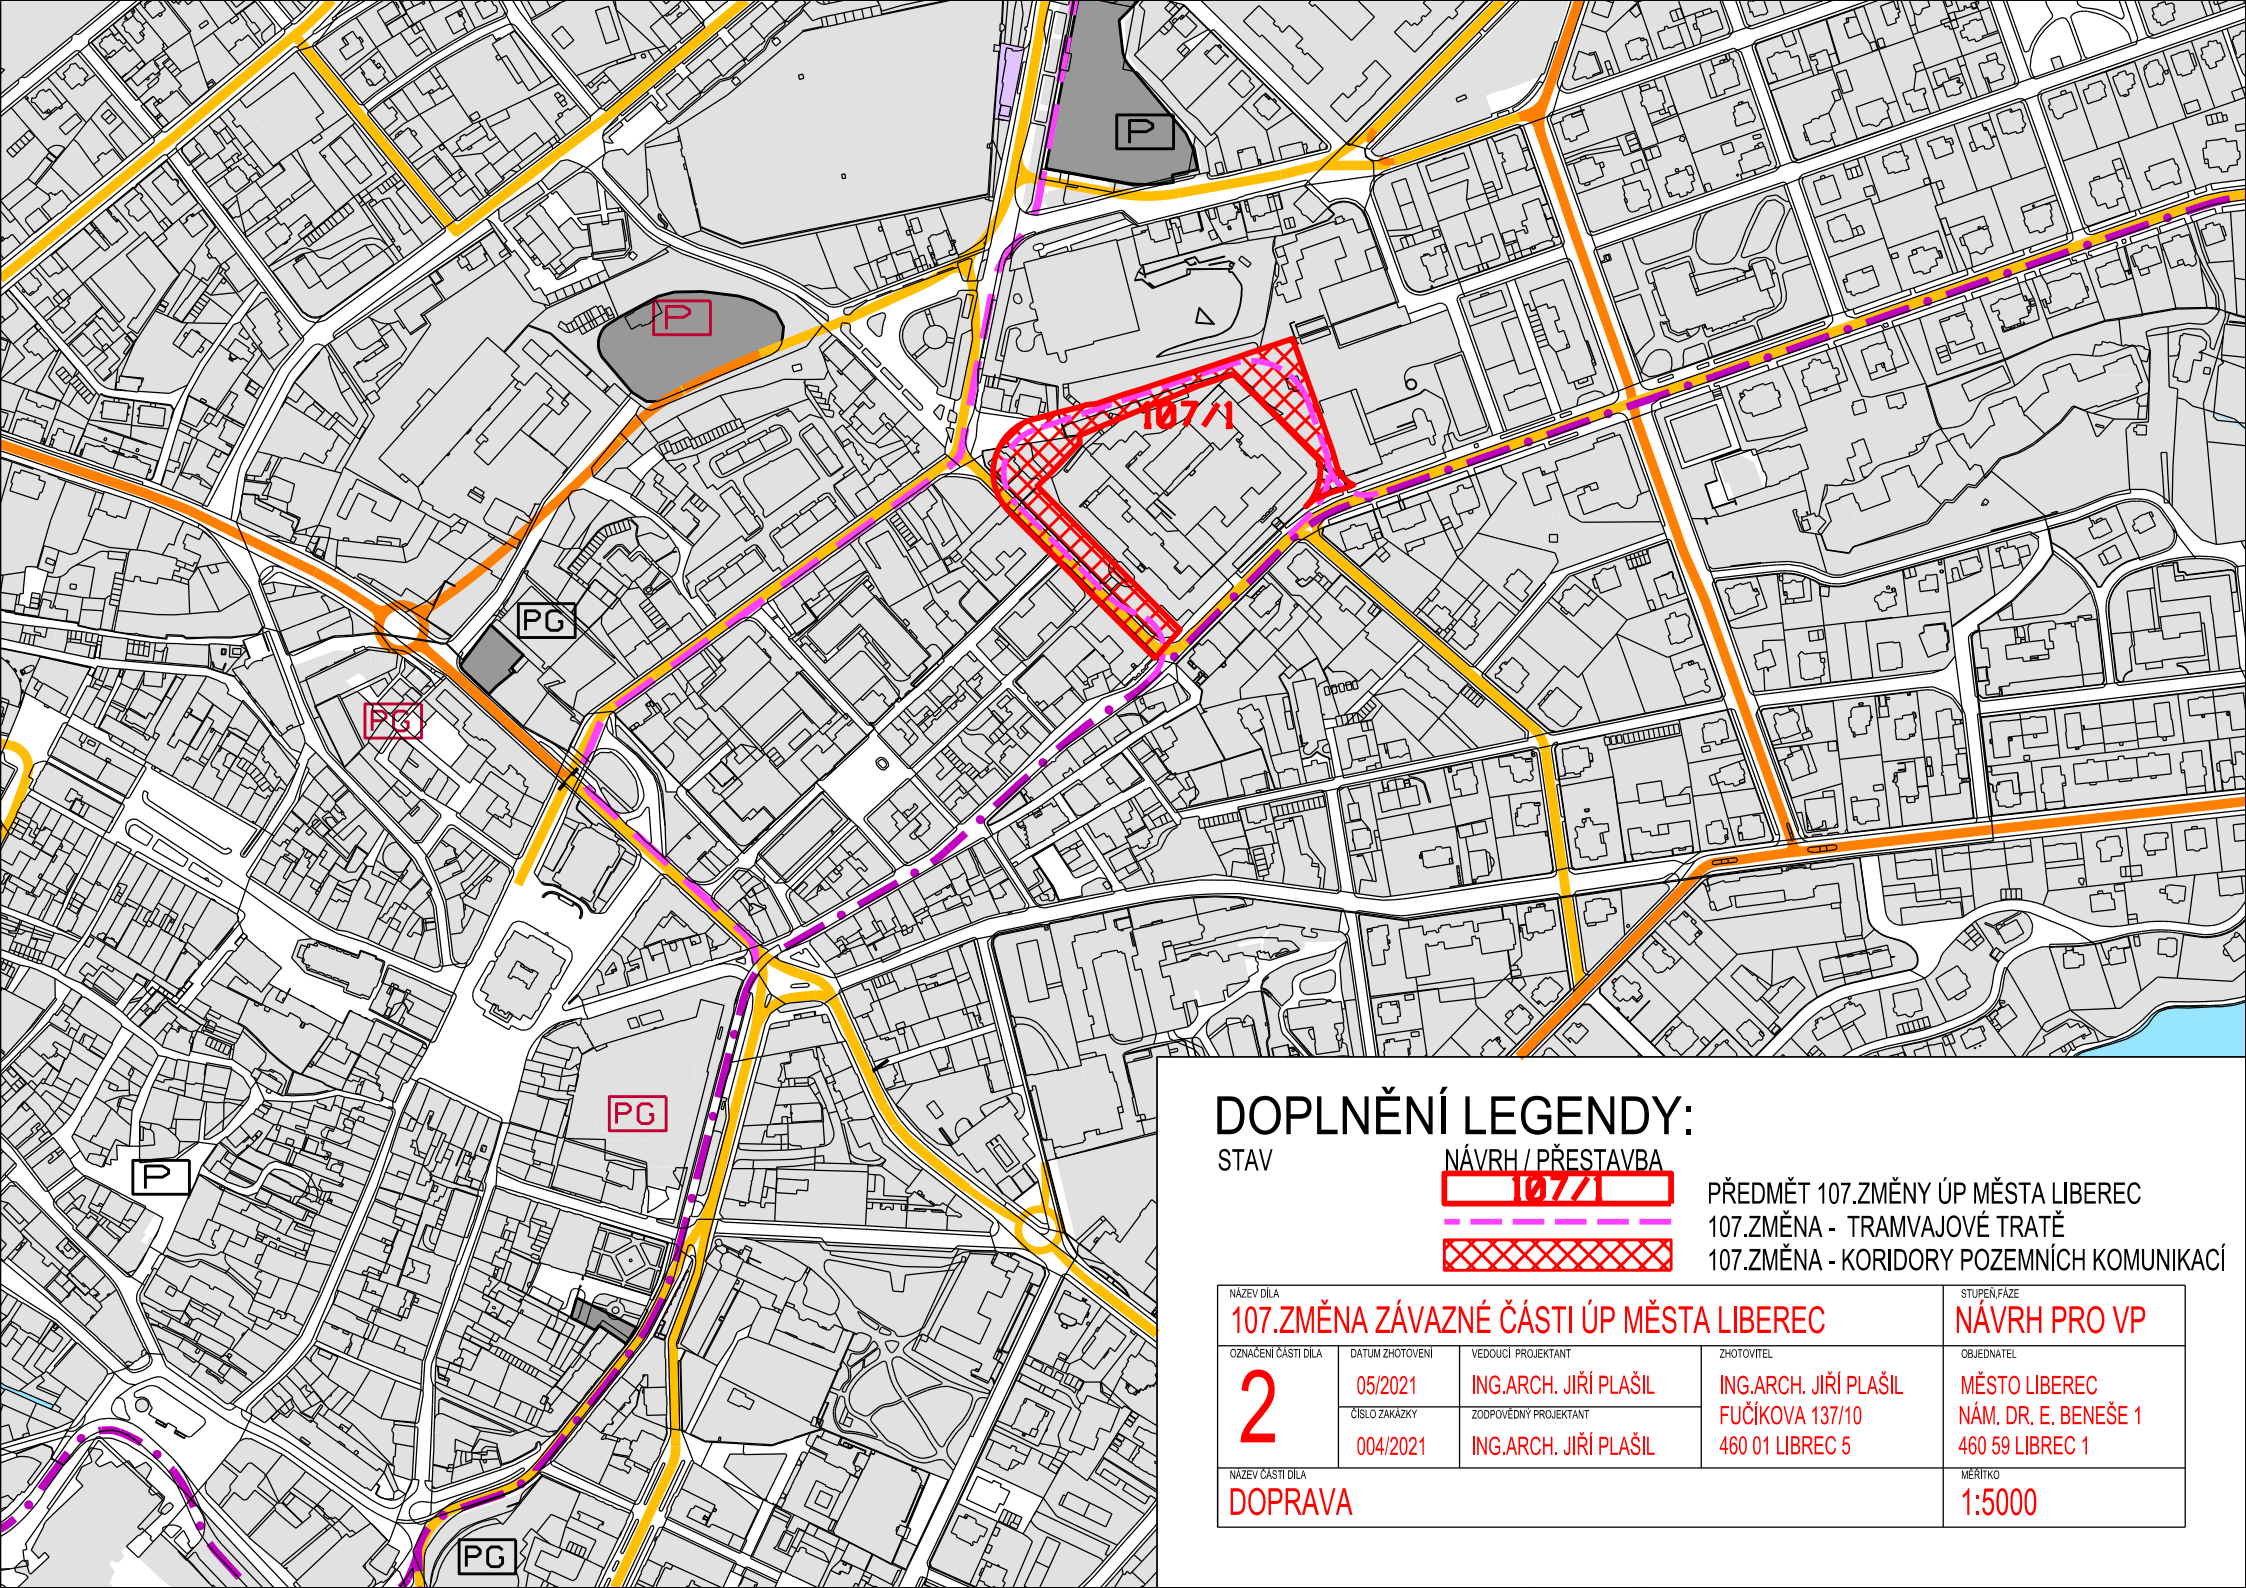 P
P
107/1
PG
PG
PG
P
PG
DOPLNĚNÍ LEGENDY:
STAV
NÁVRH / PŘESTAVBA
107/1
PŘEDMĚT 107.ZMĚNY ÚP MĚSTA LIBEREC
107.ZMĚNA - TRAMVAJOVÉ TRATĚ
107.ZMĚNA - KORIDORY POZEMNÍCH KOMUNIKACÍ
NÁZEV DÍLA
107.ZMĚNA ZÁVAZNÉ ČÁSTI ÚP MĚSTA LIBEREC
STUPEŇ,FÁZE
NÁVRH PRO VP
OZNAČENÍ ČÁSTI DÍLA
2
DATUM ZHOTOVENÍ
05/2021
ČÍSLO ZAKÁZKY
004/2021
VEDOUCÍ PROJEKTANT
ING.ARCH. JIŘÍ PLAŠIL
ZODPOVĚDNÝ PROJEKTANT
ING.ARCH. JIŘÍ PLAŠIL
ZHOTOVITEL
ING.ARCH. JIŘÍ PLAŠIL
FUČÍKOVA 137/10
460 01 LIBREC 5
OBJEDNATEL
MĚSTO LIBEREC
NÁM. DR. E. BENEŠE 1
460 59 LIBREC 1
NÁZEV ČÁSTI DÍLA
DOPRAVA
MĚŘÍTKO
1:5000